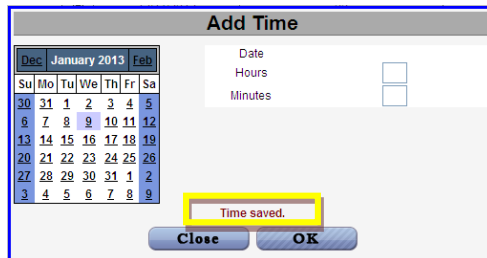 Add Time
Dec January 2013 Feb
Su Mo Tu We Th Fr Sa
30 31 1 2 3 4 5
6 7 8 9 10 11 12
13 14 15 16 17 18 19
20 21 22 23 24 25 26
27 28 29 30 31 1 2
3 4 5 6 7 8 9
Date
Hours
Minutes
Time saved.
Close OK